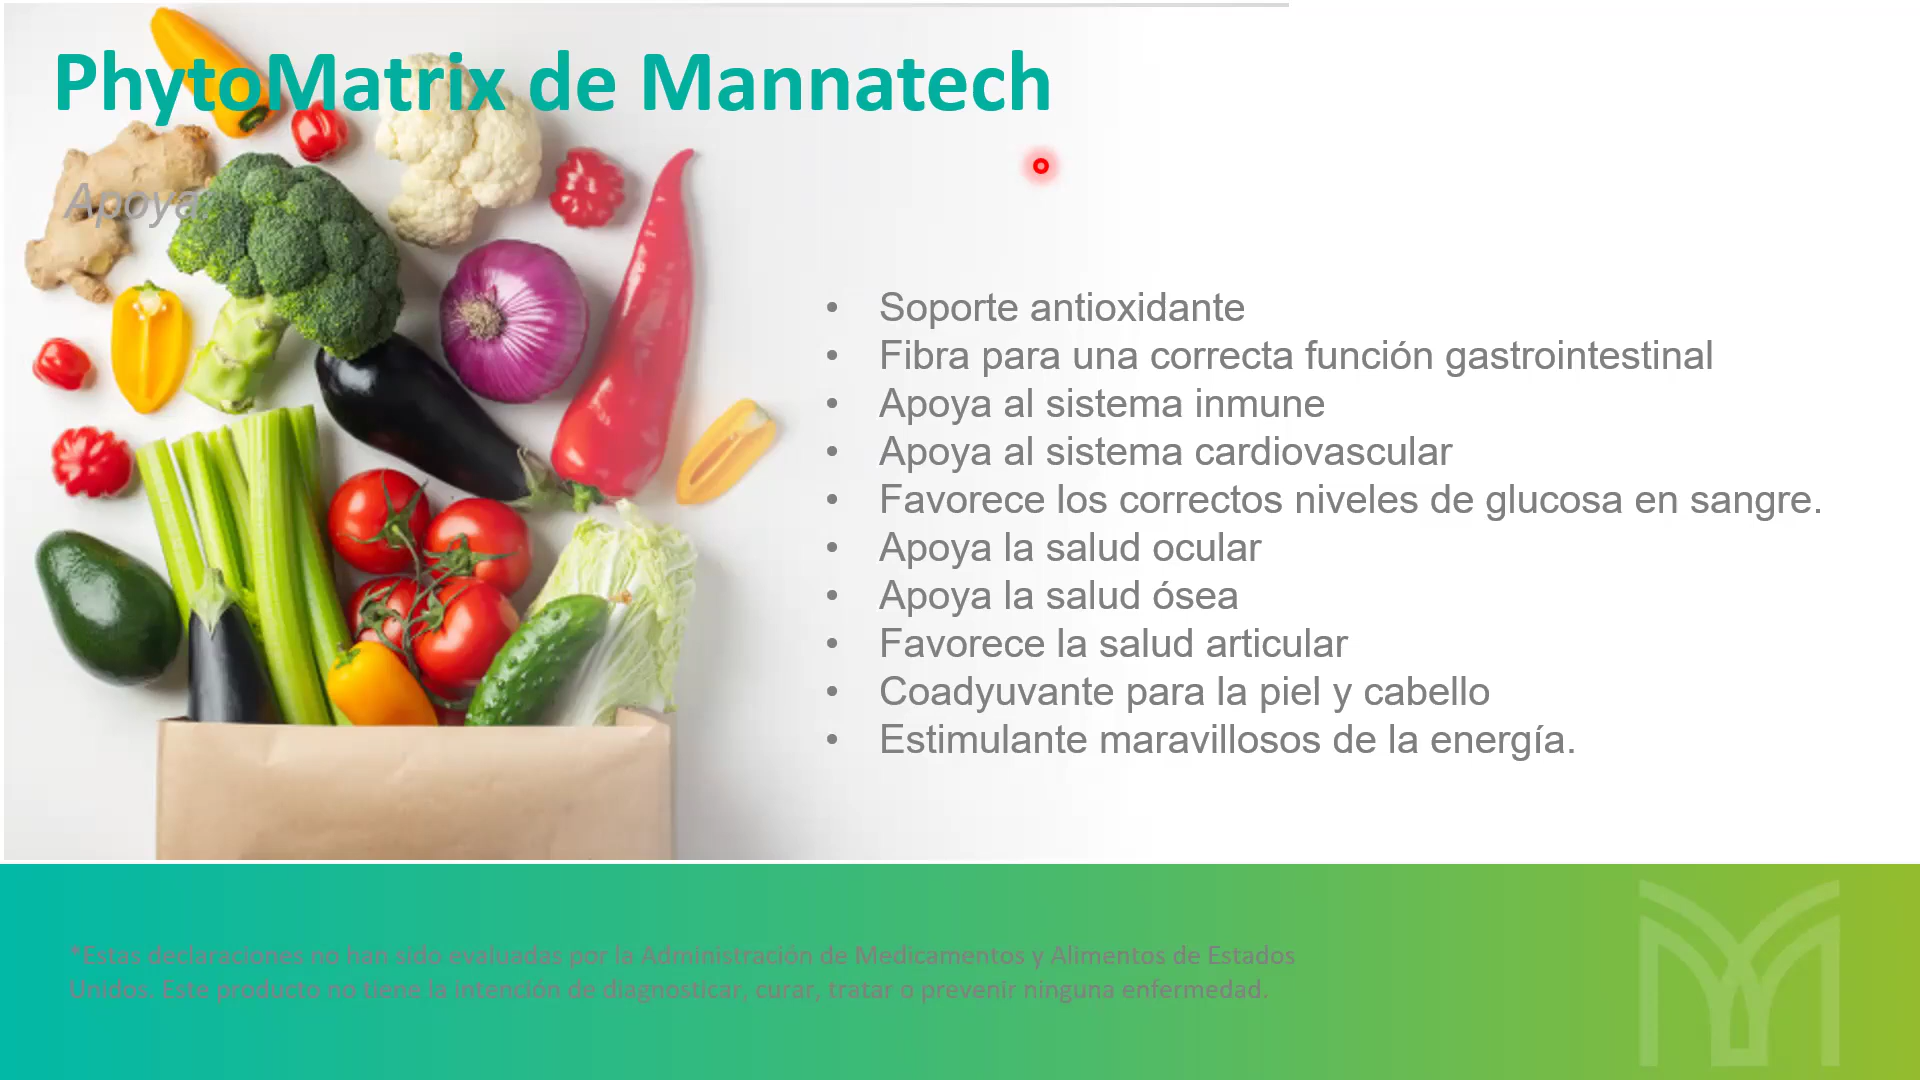 PhytoMatrix de Mannatech
Apoya:
• Soporte antioxidante
• Fibra para una correcta función gastrointestinal
• Apoya al sistema inmune
• Apoya al sistema cardiovascular
• Favorece los correctos niveles de glucosa en sangre.
• Apoya la salud ocular
• Apoya la salud ósea
• Favorece la salud articular
• Coadyuvante para la piel y cabello
• Estimulante maravillosos de la energía.
*Estas declaraciones no han sido evaluadas por la Administración de Medicamentos y Alimentos de Estados
Unidos. Este producto no tiene la intención de diagnosticar, curar, tratar o prevenir ninguna enfermedad.